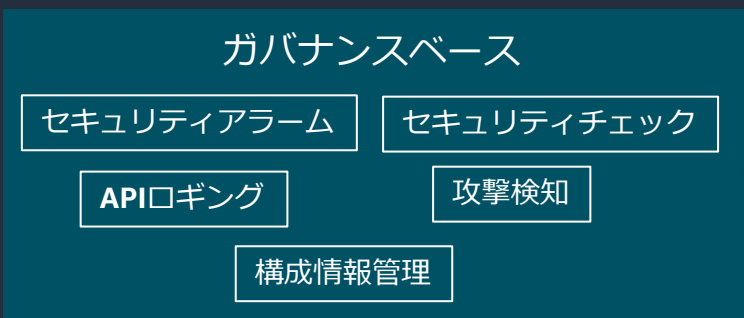 ガバナンスベース
セキュリティアラーム
セキュリティチェック
APIロギング
攻撃検知
構成情報管理